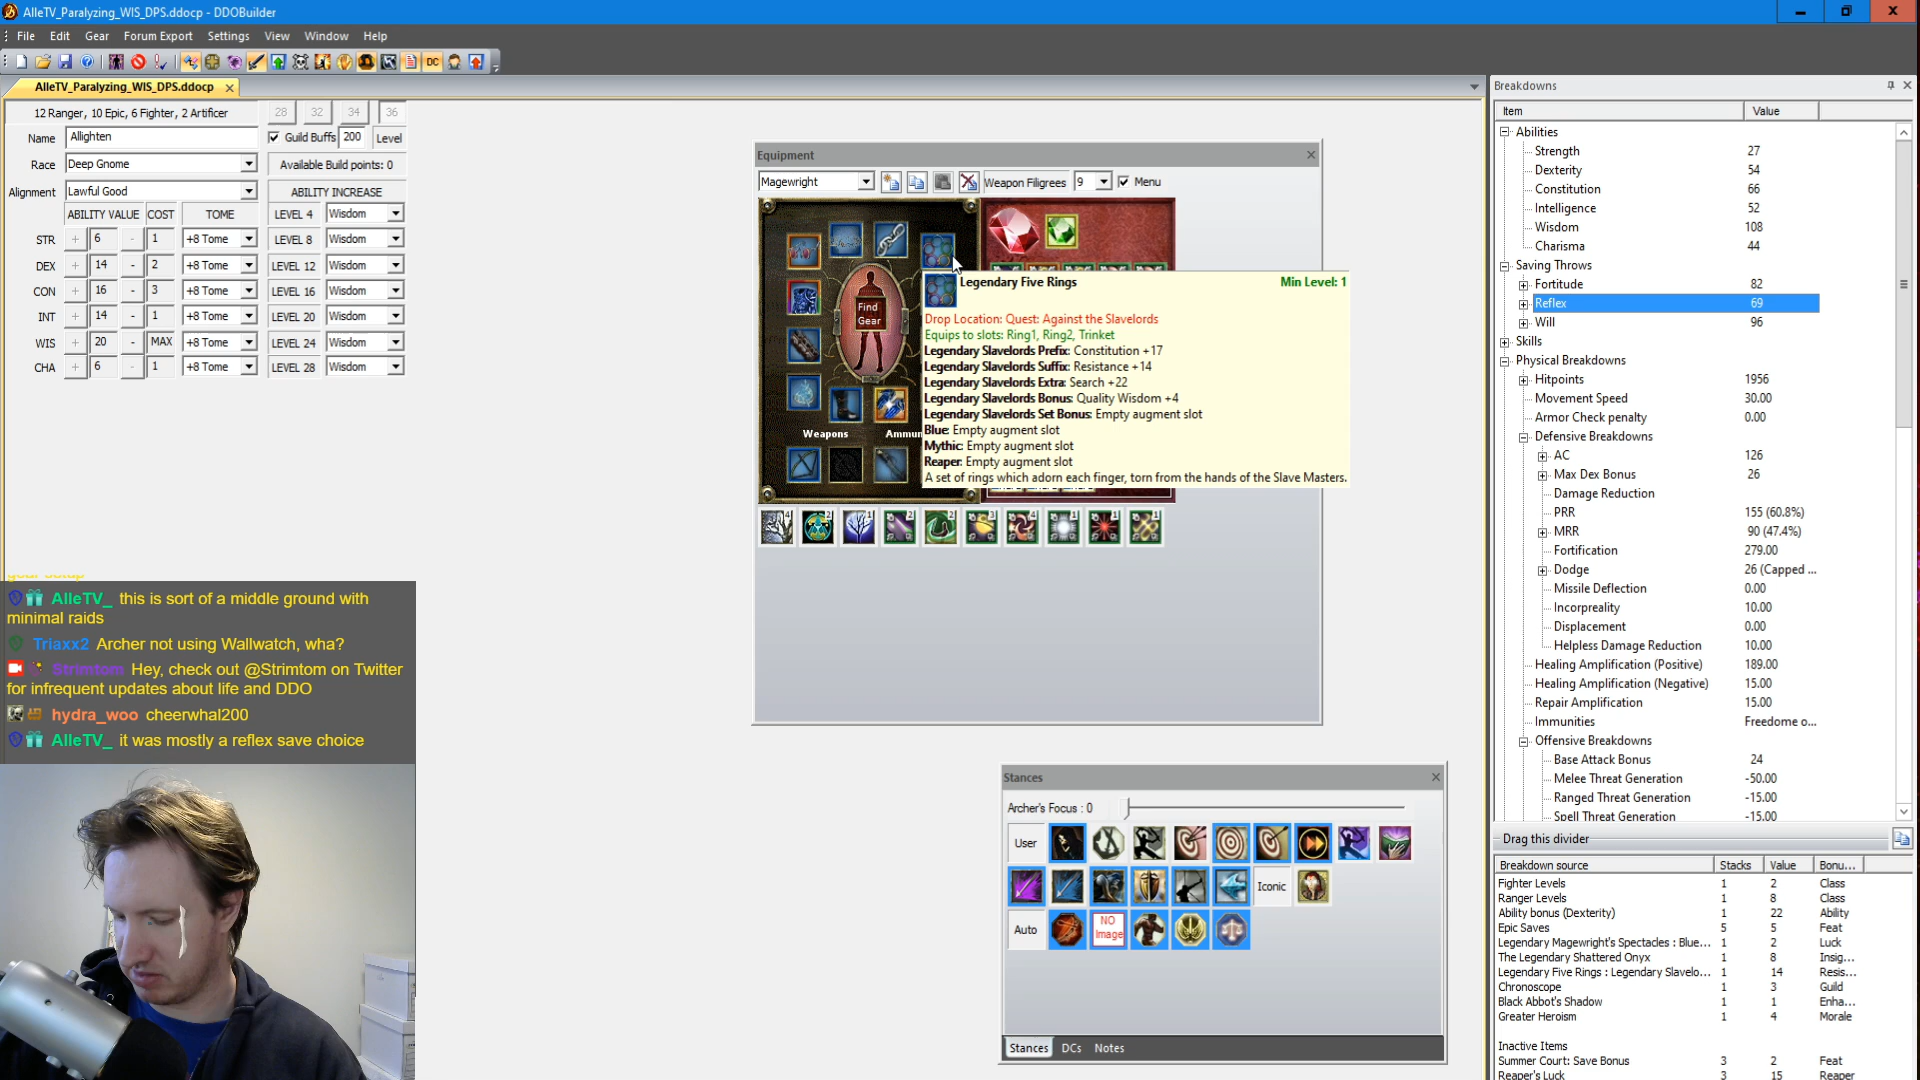 AlleTV_Paralyzing_WIS_DPS.ddocp - DDOBuilder
File Edit Gear Forum Export Settings View Window Help
DC
AlleTV_Paralyzing_WIS_DPS.ddocp
12 Ranger, 10 Epic, 6 Fighter, 2 Artificer 28 32 34 36
Name Allighten Guild Buffs 200 Level
Race Deep Gnome Available Build points: 0
Alignment Lawful Good ABILITY INCREASE
ABILITY VALUE COST TOME LEVEL 4 Wisdom
STR + 6 - 1 +8 Tome LEVEL 8 Wisdom
DEX + 14 - 2 +8 Tome LEVEL 12 Wisdom
CON + 16 - 3 +8 Tome LEVEL 16 Wisdom
INT + 14 - 1 +8 Tome LEVEL 20 Wisdom
WIS + 20 - MAX +8 Tome LEVEL 24 Wisdom
CHA + 6 - 1 +8 Tome LEVEL 28 Wisdom
gear setup
AlleTV_ this is sort of a middle ground with
minimal raids
Triaxx2 Archer not using Wallwatch, wha?
Strimtom Hey, check out @Strimtom on Twitter
for infrequent updates about life and DDO
hydra_woo cheerwhal200
AlleTV_ it was mostly a reflex save choice
Equipment
Magewright Weapon Filigrees 9 Menu
Find
Gear
Weapons Ammun
Legendary Five Rings Min Level: 1
Drop Location: Quest: Against the Slavelords
Equips to slots: Ring1, Ring2, Trinket
Legendary Slavelords Prefix: Constitution +17
Legendary Slavelords Suffix: Resistance +14
Legendary Slavelords Extra: Search +22
Legendary Slavelords Bonus: Quality Wisdom +4
Legendary Slavelords Set Bonus: Empty augment slot
Blue: Empty augment slot
Mythic: Empty augment slot
Reaper: Empty augment slot
A set of rings which adorn each finger, torn from the hands of the Slave Masters.
4 2 1 2 2 3 4 1 1 1
Stances
Archer's Focus : 0
User
Iconic
Auto NO
Image
Stances DCs Notes
Breakdowns
Item Value
Abilities
Strength 27
Dexterity 54
Constitution 66
Intelligence 52
Wisdom 108
Charisma 44
Saving Throws
Fortitude 82
Reflex 69
Will 96
Skills
Physical Breakdowns
Hitpoints 1956
Movement Speed 30.00
Armor Check penalty 0.00
Defensive Breakdowns
AC 126
Max Dex Bonus 26
Damage Reduction
PRR 155 (60.8%)
MRR 90 (47.4%)
Fortification 279.00
Dodge 26 (Capped ...
Missile Deflection 0.00
Incorpreality 10.00
Displacement 0.00
Helpless Damage Reduction 10.00
Healing Amplification (Positive) 189.00
Healing Amplification (Negative) 15.00
Repair Amplification 15.00
Immunities Freedome o...
Offensive Breakdowns
Base Attack Bonus 24
Melee Threat Generation -50.00
Ranged Threat Generation -15.00
Spell Threat Generation -15.00
Drag this divider
Breakdown source Stacks Value Bonu...
Fighter Levels 1 2 Class
Ranger Levels 1 8 Class
Ability bonus (Dexterity) 1 22 Ability
Epic Saves 5 5 Feat
Legendary Magewright's Spectacles : Blue... 1 2 Luck
The Legendary Shattered Onyx 1 8 Insig...
Legendary Five Rings : Legendary Slavelo... 1 14 Resis...
Chronoscope 1 3 Guild
Black Abbot's Shadow 1 1 Enha...
Greater Heroism 1 4 Morale
Inactive Items
Summer Court: Save Bonus 3 2 Feat
Reaper's Luck 3 15 Reaper